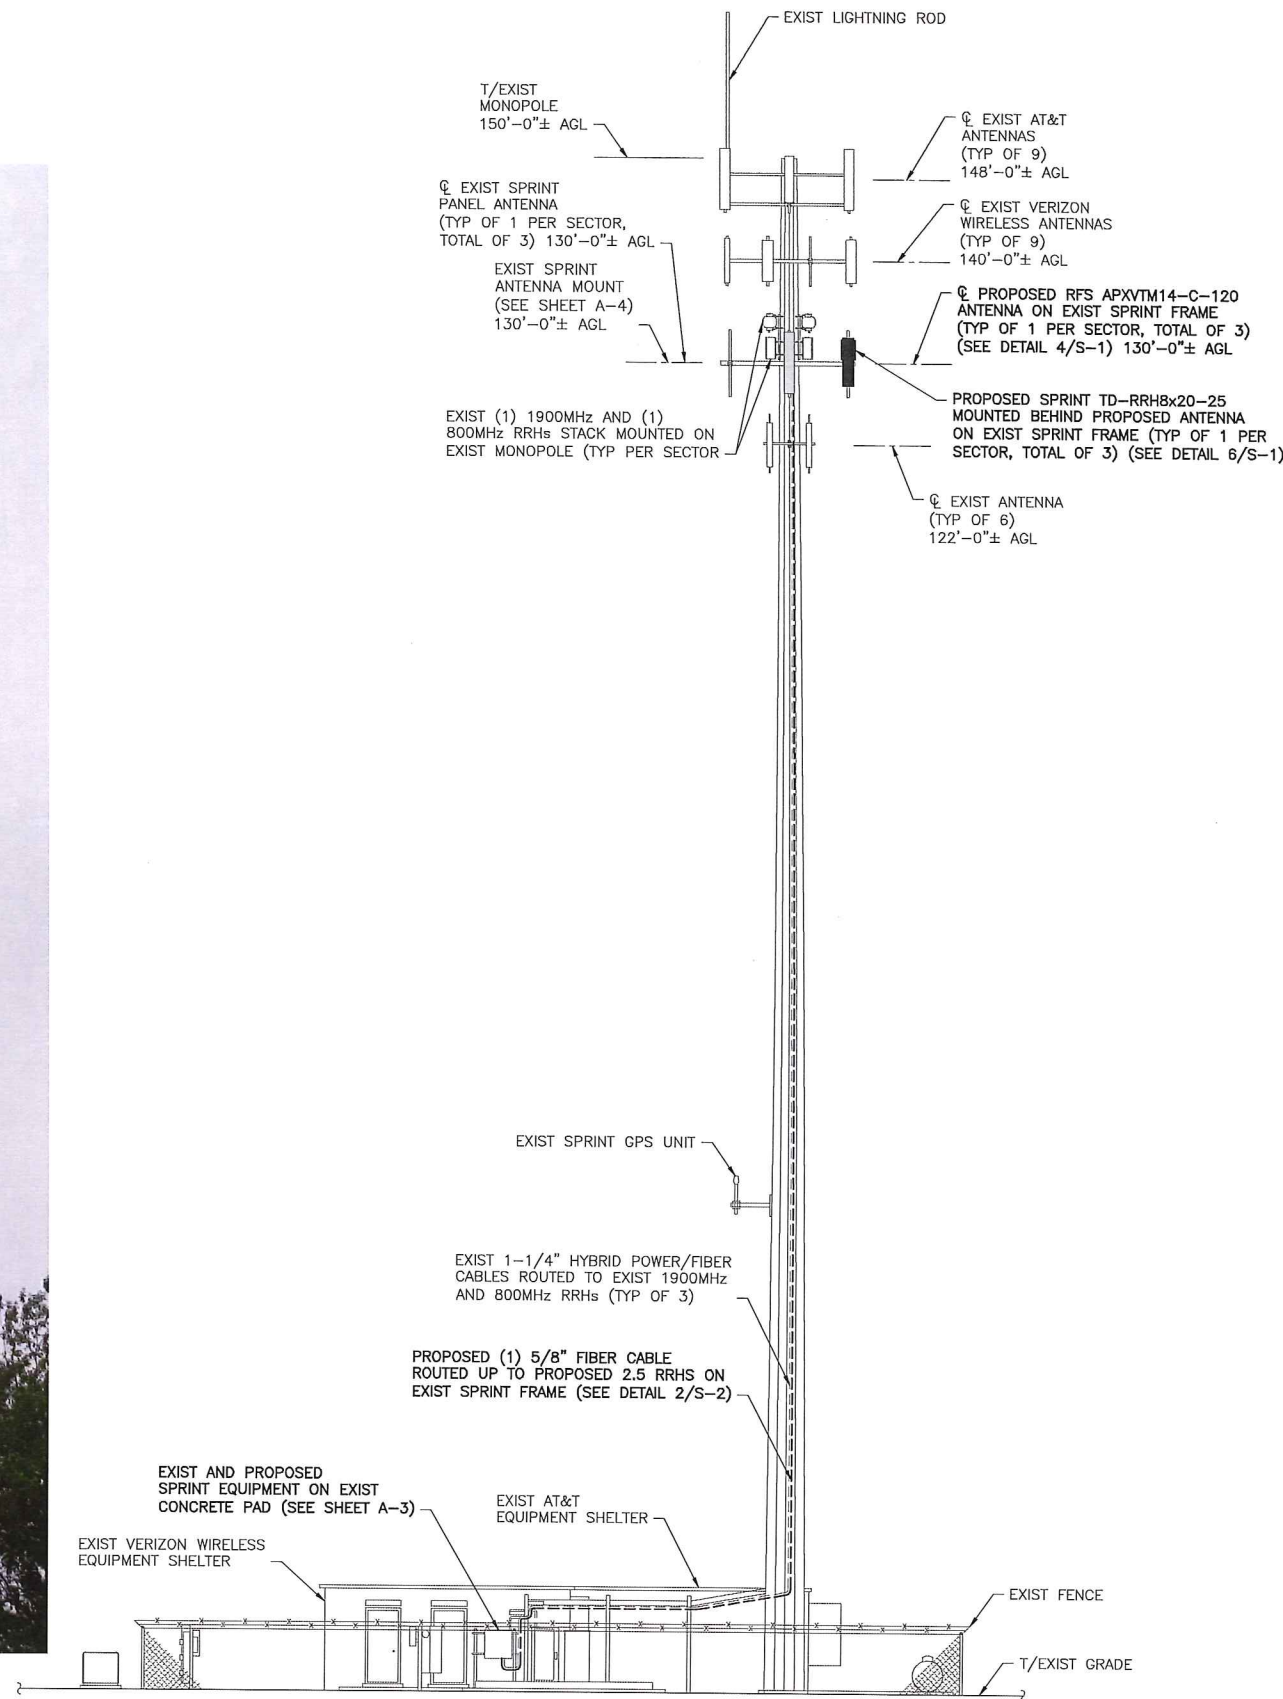 EXIST LIGHTNING ROD
T/EXIST
MONOPOLE
150'-0"± AGL
℄ EXIST AT&T
ANTENNAS
(TYP OF 9)
148'-0"± AGL
℄ EXIST SPRINT
PANEL ANTENNA
(TYP OF 1 PER SECTOR,
TOTAL OF 3) 130'-0"± AGL
℄ EXIST VERIZON
WIRELESS ANTENNAS
(TYP OF 9)
140'-0"± AGL
EXIST SPRINT
ANTENNA MOUNT
(SEE SHEET A-4)
130'-0"± AGL
℄ PROPOSED RFS APXVTM14-C-120
ANTENNA ON EXIST SPRINT FRAME
(TYP OF 1 PER SECTOR, TOTAL OF 3)
(SEE DETAIL 4/S-1) 130'-0"± AGL
PROPOSED SPRINT TD-RRH8x20-25
MOUNTED BEHIND PROPOSED ANTENNA
ON EXIST SPRINT FRAME (TYP OF 1 PER
SECTOR, TOTAL OF 3) (SEE DETAIL 6/S-1)
EXIST (1) 1900MHz AND (1)
800MHz RRHs STACK MOUNTED ON
EXIST MONOPOLE (TYP PER SECTOR
℄ EXIST ANTENNA
(TYP OF 6)
122'-0"± AGL
EXIST SPRINT GPS UNIT
EXIST 1-1/4" HYBRID POWER/FIBER
CABLES ROUTED TO EXIST 1900MHz
AND 800MHz RRHs (TYP OF 3)
PROPOSED (1) 5/8" FIBER CABLE
ROUTED UP TO PROPOSED 2.5 RRHS ON
EXIST SPRINT FRAME (SEE DETAIL 2/S-2)
EXIST AND PROPOSED
SPRINT EQUIPMENT ON EXIST
CONCRETE PAD (SEE SHEET A-3)
EXIST AT&T
EQUIPMENT SHELTER
EXIST VERIZON WIRELESS
EQUIPMENT SHELTER
EXIST FENCE
T/EXIST GRADE